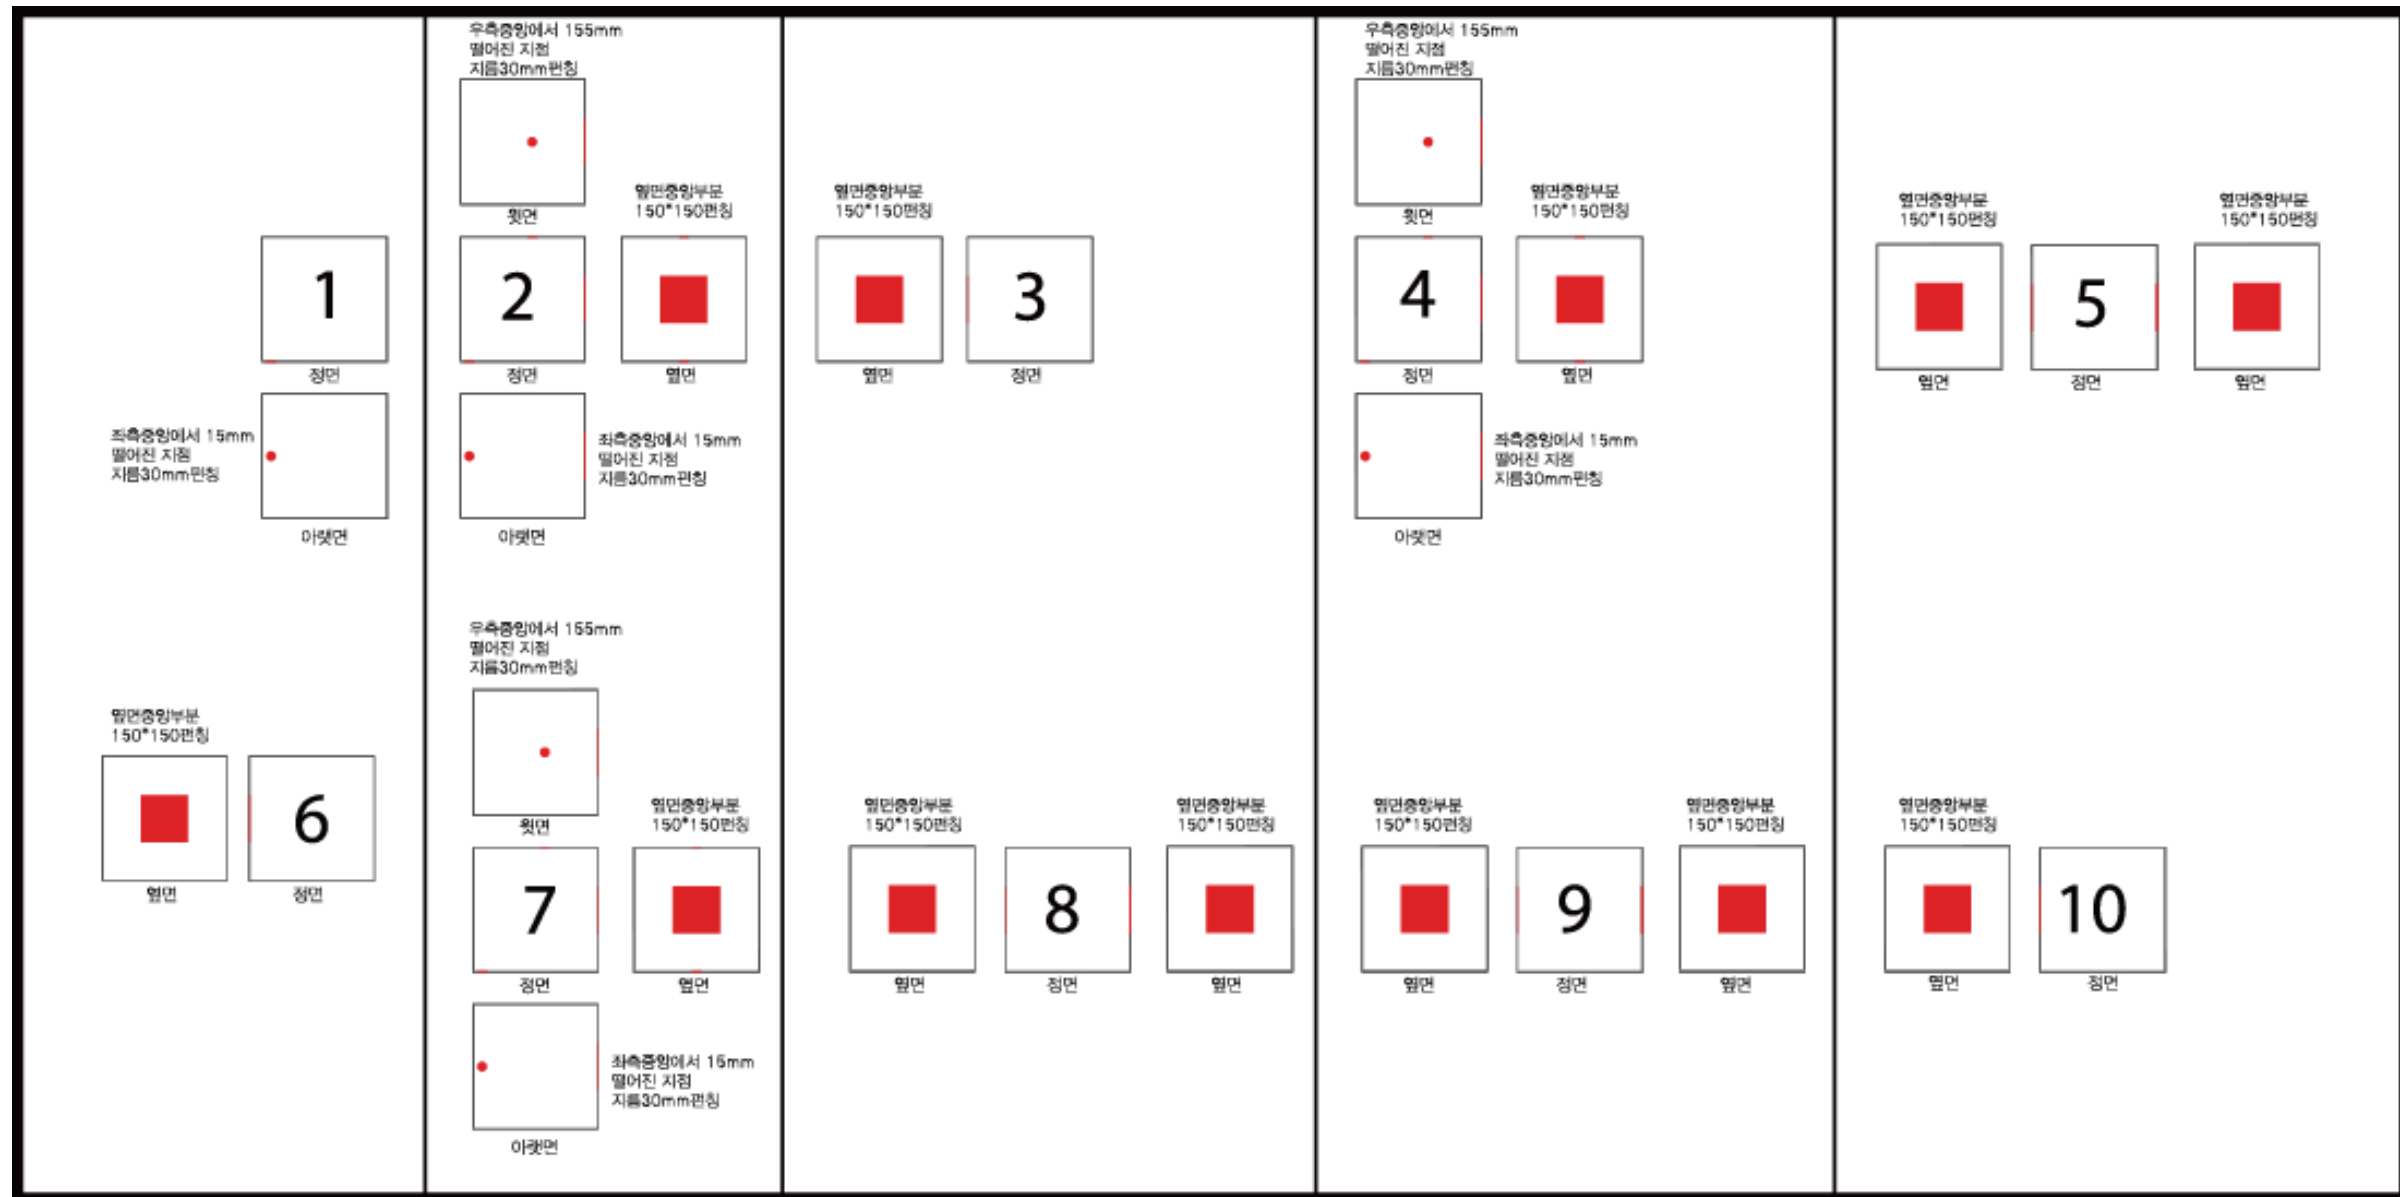 우측중앙에서 155mm
떨어진 지점
지름30mm펀칭
윗면
옆면중앙부분
150*150펀칭
1
정면
좌측중앙에서 15mm
떨어진 지점
지름30mm펀칭
아랫면
2
정면
옆면
좌측중앙에서 15mm
떨어진 지점
지름30mm펀칭
아랫면
옆면중앙부분
150*150펀칭
옆면
3
정면
우측중앙에서 155mm
떨어진 지점
지름30mm펀칭
윗면
옆면중앙부분
150*150펀칭
4
정면
옆면
좌측중앙에서 15mm
떨어진 지점
지름30mm펀칭
아랫면
옆면중앙부분
150*150펀칭
옆면중앙부분
150*150펀칭
옆면
5
정면
옆면
옆면중앙부분
150*150펀칭
옆면
6
정면
우측중앙에서 155mm
떨어진 지점
지름30mm펀칭
윗면
옆면중앙부분
150*150펀칭
7
정면
옆면
좌측중앙에서 15mm
떨어진 지점
지름30mm펀칭
아랫면
옆면중앙부분
150*150펀칭
옆면중앙부분
150*150펀칭
옆면
8
정면
옆면
옆면중앙부분
150*150펀칭
옆면중앙부분
150*150펀칭
옆면
9
정면
옆면
옆면중앙부분
150*150펀칭
옆면
10
정면